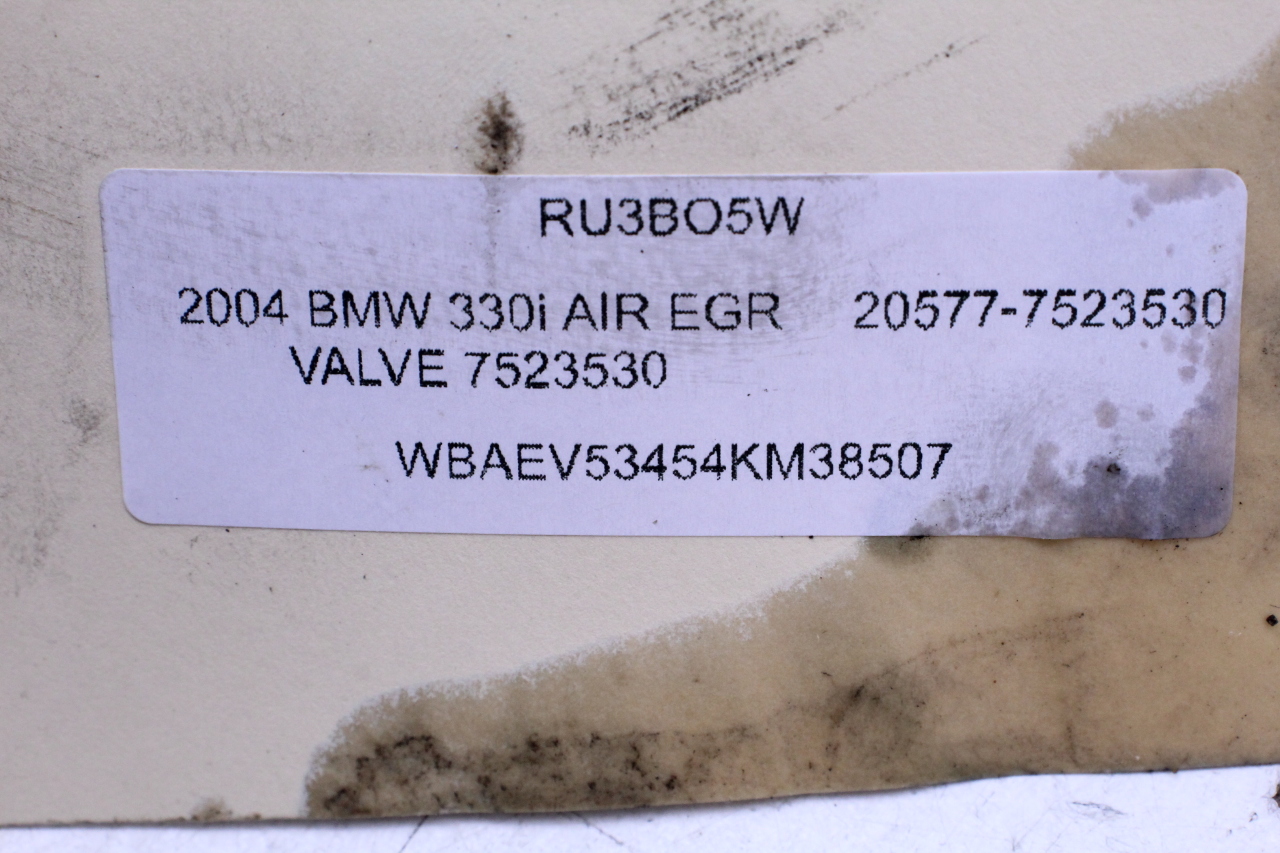 RU3BO5W
2004 BMW 330i AIR EGR 20577-7523530
VALVE 7523530
WBAEV53454KM38507